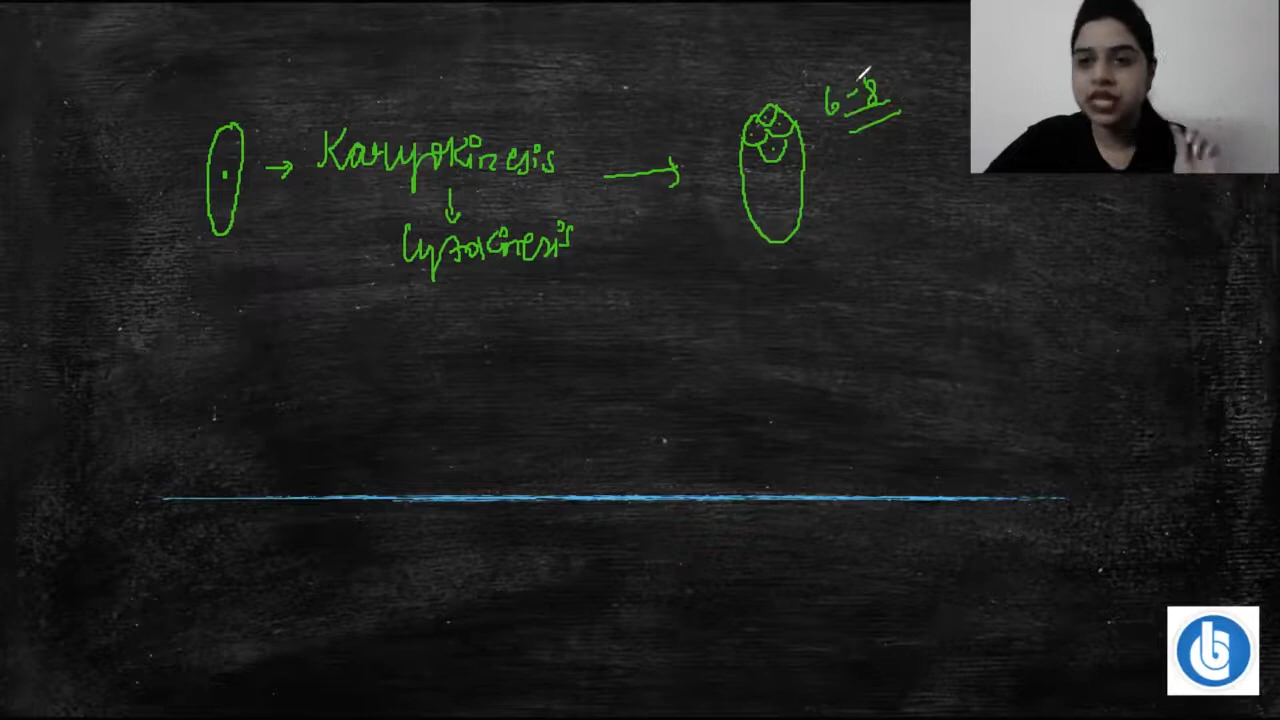 6-8
→ Karyokinesis →
↓
Cytokinesis